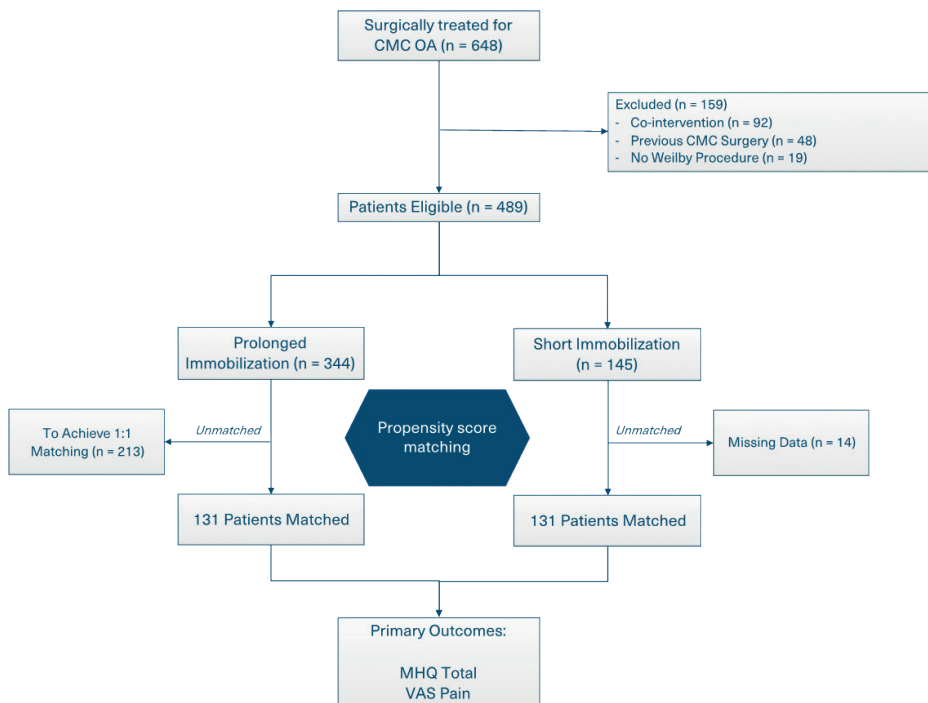 Surgically treated for
CMC OA (n = 648)
Excluded (n = 159)
- Co-intervention (n = 92)
- Previous CMC Surgery (n = 48)
- No Weilby Procedure (n = 19)
Patients Eligible (n = 489)
Prolonged
Immobilization (n = 344)
Short Immobilization
(n = 145)
To Achieve 1:1
Matching (n = 213)
Unmatched
Propensity score
matching
Unmatched
Missing Data (n = 14)
131 Patients Matched
131 Patients Matched
Primary Outcomes:
MHQ Total
VAS Pain